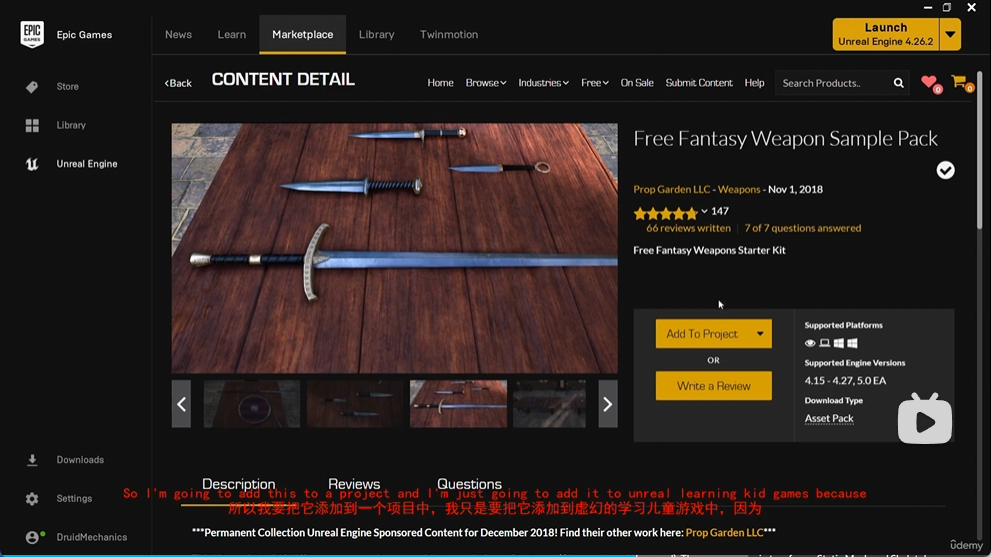 EPIC
GAMES
Epic Games
News
Learn
Marketplace
Library
Twinmotion
Launch
Unreal Engine 4.26.2
Store
Library
Unreal Engine
Downloads
Settings
DruidMechanics
Back
CONTENT DETAIL
Home
Browse
Industries
Free
On Sale
Submit Content
Help
Search Products..
0
0
Free Fantasy Weapon Sample Pack
Prop Garden LLC - Weapons - Nov 1, 2018
147
66 reviews written | 7 of 7 questions answered
Free Fantasy Weapons Starter Kit
Add To Project
OR
Write a Review
Supported Platforms
Supported Engine Versions
4.15 - 4.27, 5.0 EA
Download Type
Asset Pack
Description
Reviews
Questions
So I'm going to add this to a project and I'm just going to add it to unreal learning kid games because
所以我要把它添加到一个项目中，我只是要把它添加到虚幻的学习儿童游戏中，因为
***Permanent Collection Unreal Engine Sponsored Content for December 2018! Find their other work here: Prop Garden LLC***
ûdemy